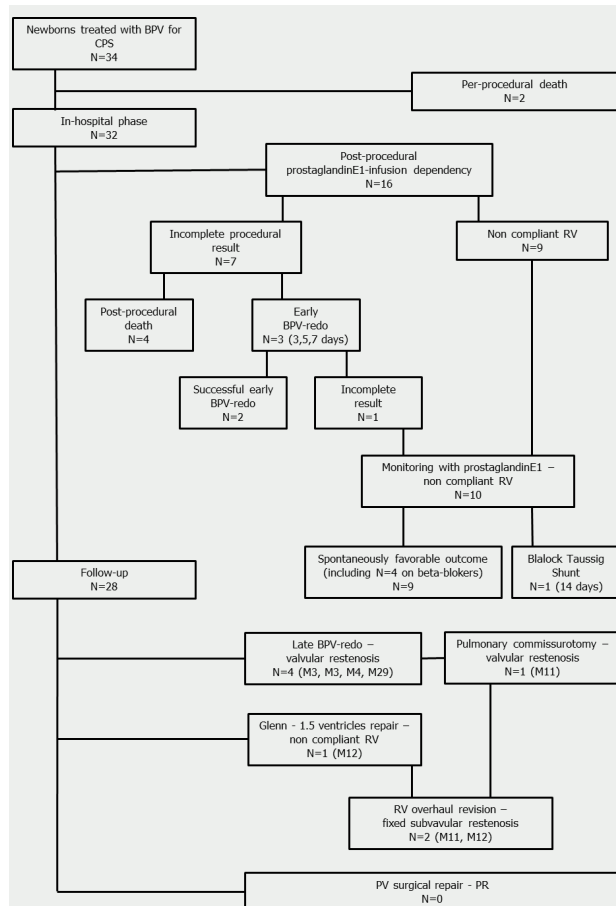 Newborns treated with BPV for
CPS
N=34
Per-procedural death
N=2
In-hospital phase
N=32
Post-procedural
prostaglandinE1-infusion dependency
N=16
Incomplete procedural
result
N=7
Non compliant RV
N=9
Post-procedural
death
N=4
Early
BPV-redo
N=3 (3,5,7 days)
Successful early
BPV-redo
N=2
Incomplete
result
N=1
Monitoring with prostaglandinE1 –
non compliant RV
N=10
Spontaneously favorable outcome
(including N=4 on beta-blokers)
N=9
Blalock Taussig
Shunt
N=1 (14 days)
Follow-up
N=28
Late BPV-redo –
valvular restenosis
N=4 (M3, M3, M4, M29)
Pulmonary commissurotomy –
valvular restenosis
N=1 (M11)
Glenn - 1.5 ventricles repair –
non compliant RV
N=1 (M12)
RV overhaul revision –
fixed subvavular restenosis
N=2 (M11, M12)
PV surgical repair - PR
N=0